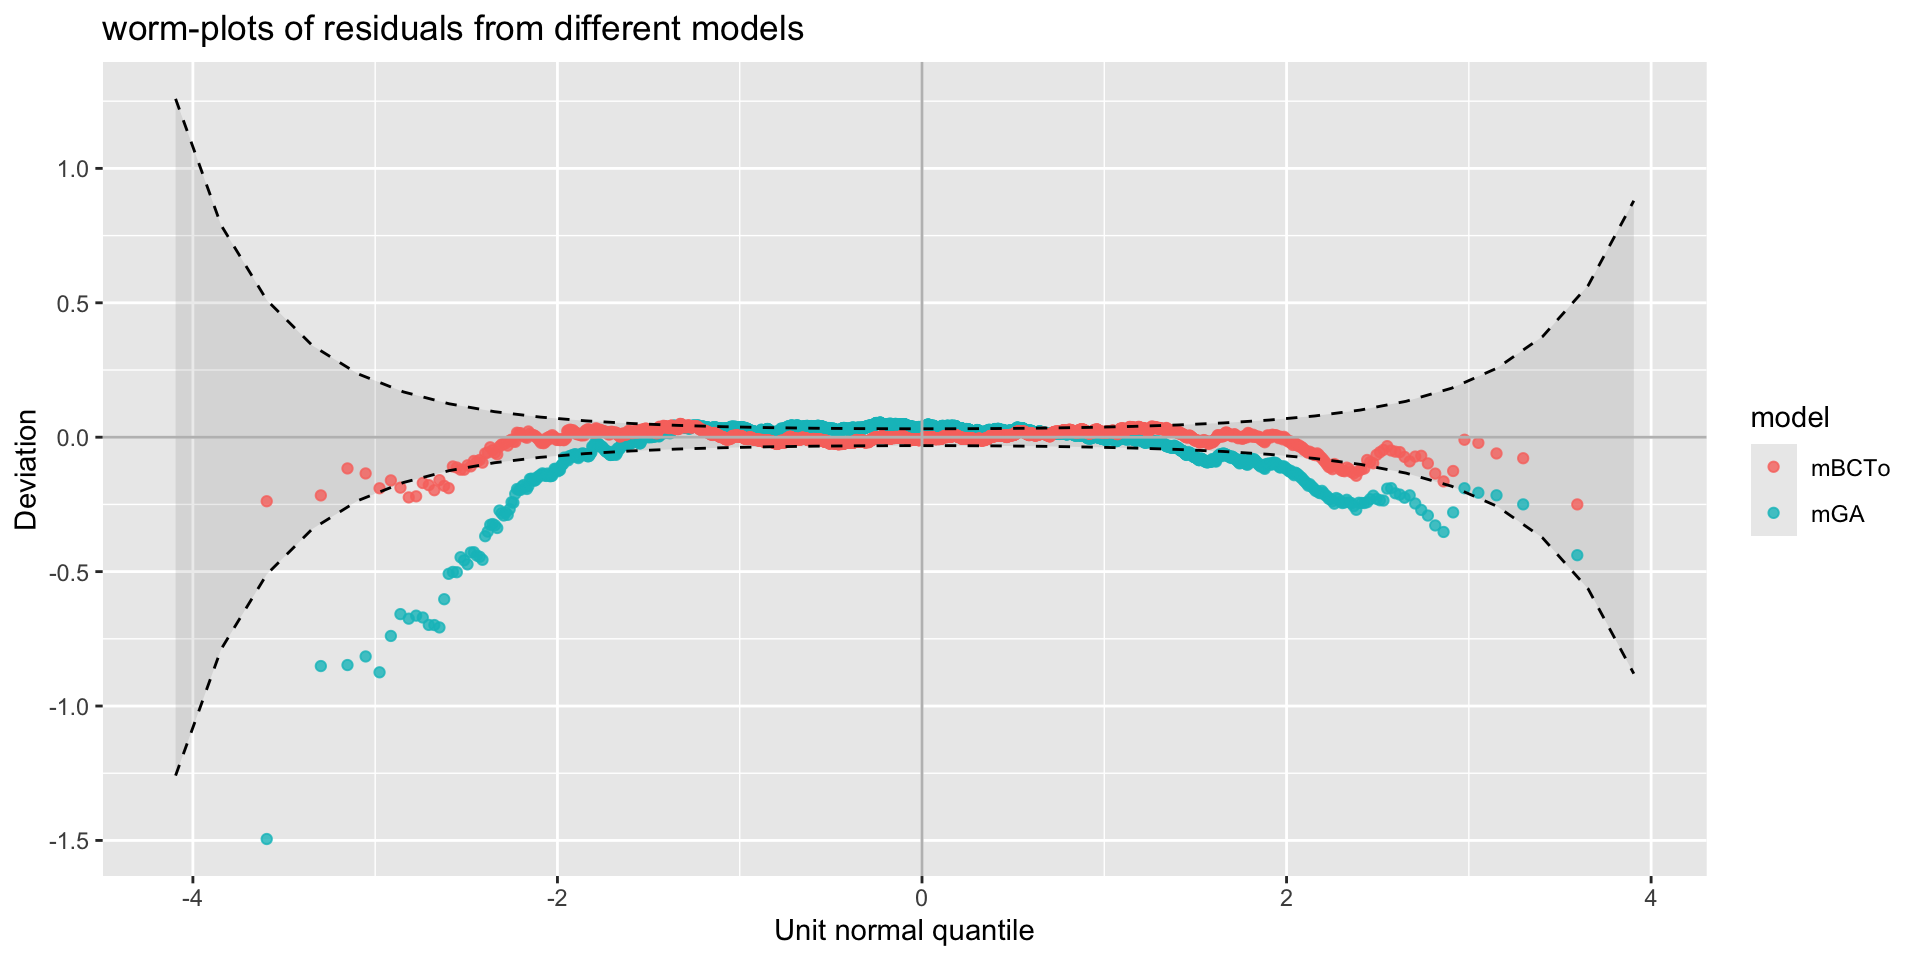 worm-plots of residuals from different models
Deviation
1.0
0.5
0.0
-0.5
-1.0
-1.5
-4
-2
0
2
4
Unit normal quantile
model
mBCTo
mGA